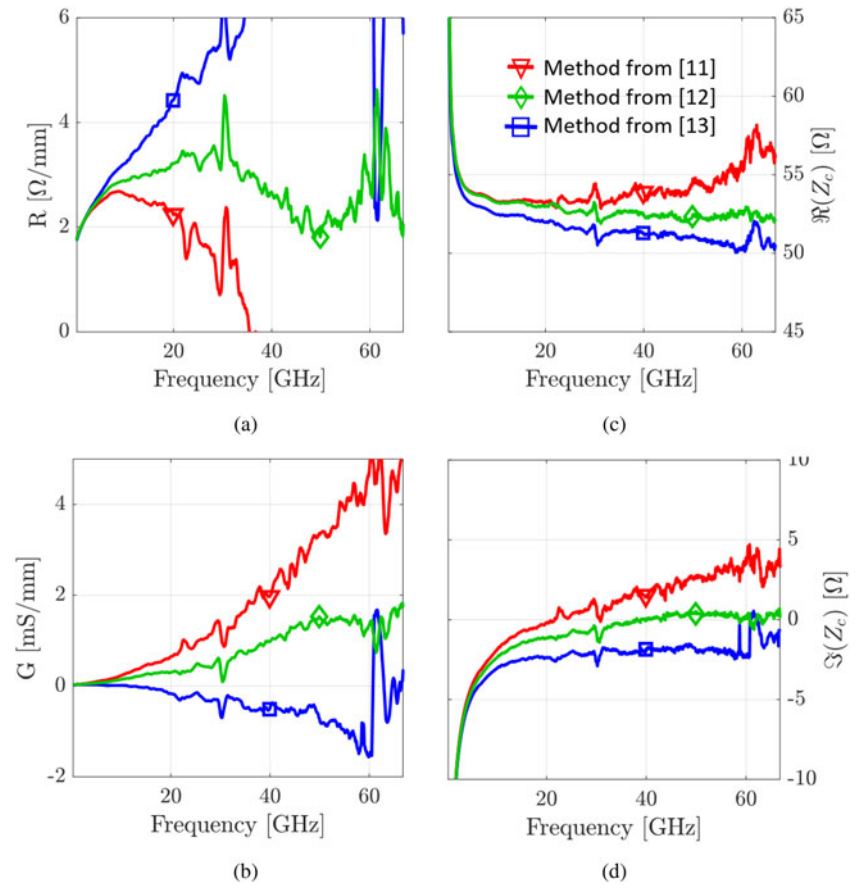 6
4
2
0
R [Ω/mm]
20
40
60
Frequency [GHz]
(a)
65
60
55
50
45
ℜ(Z_c) [Ω]
Method from [11]
Method from [12]
Method from [13]
20
40
60
Frequency [GHz]
(c)
4
2
0
-2
G [mS/mm]
20
40
60
Frequency [GHz]
(b)
10
5
0
-5
-10
ℑ(Z_c) [Ω]
20
40
60
Frequency [GHz]
(d)